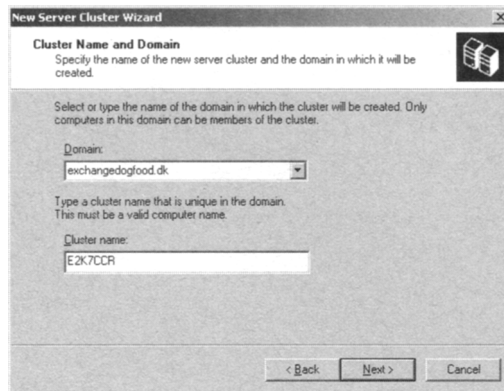 New Server Cluster Wizard
Cluster Name and Domain
Specify the name of the new server cluster and the domain in which it will be
created.
Select or type the name of the domain in which the cluster will be created. Only
computers in this domain can be members of the cluster.
Domain:
exchangedogfood.dk
Type a cluster name that is unique in the domain.
This must be a valid computer name.
Cluster name:
E2K7CCR
< Back
Next >
Cancel